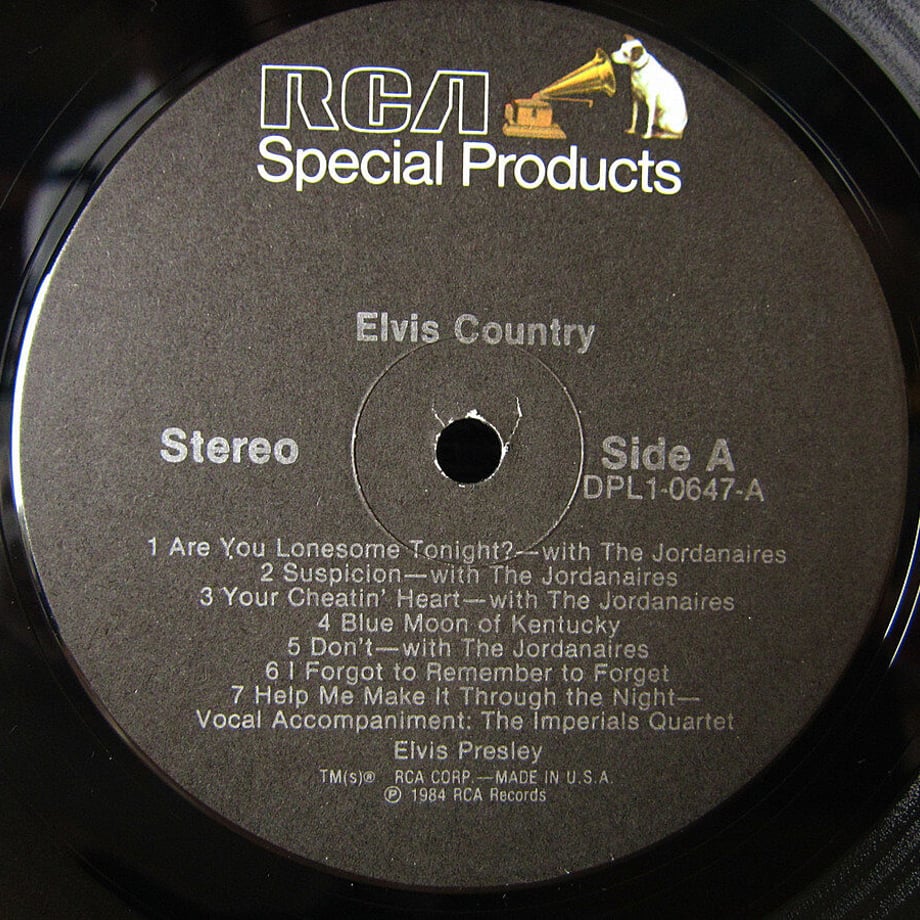 RCA
Special Products
Elvis Country
Stereo
Side A
DPL1-0647-A
1 Are You Lonesome Tonight?—with The Jordanaires
2 Suspicion—with The Jordanaires
3 Your Cheatin' Heart—with The Jordanaires
4 Blue Moon of Kentucky
5 Don't—with The Jordanaires
6 I Forgot to Remember to Forget
7 Help Me Make It Through the Night—
Vocal Accompaniment: The Imperials Quartet
Elvis Presley
TM(s)® RCA CORP.—MADE IN U.S.A.
℗ 1984 RCA Records